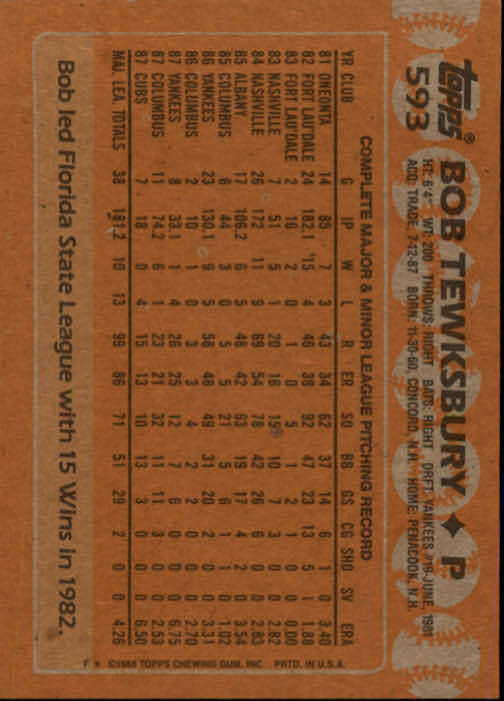 topps®
593
BOB TEWKSBURY ♦ P
HT: 6'4" WT: 200 THROWS: RIGHT BATS: RIGHT DRFT: YANKEES #19-JUNE, 1981
ACQ: TRADE, 7-12-87 BORN: 11-30-60, CONCORD, N.H. HOME: PENACOOK, N.H.
COMPLETE MAJOR & MINOR LEAGUE PITCHING RECORD
YR CLUB G IP W L R ER SO BB GS CG SHO SV ERA
81 ONEONTA 14 85 7 3 43 34 62 37 14 6 1 0 3.40
82 FORT LAU'DALE 24 182.1 *15 4 46 38 92 47 23 13 5 1 1.88
83 FORT LAU'DALE 2 16 2 0 1 0 5 1 2 1 0 0 0.00
83 NASHVILLE 7 51 5 1 20 16 15 10 7 3 0 0 2.82
84 NASHVILLE 26 172 11 9 69 54 78 42 26 6 0 0 2.83
85 ALBANY 17 106.2 6 5 48 42 63 19 17 4 2 0 3.54
85 COLUMBUS 6 44 3 0 5 5 21 5 6 1 1 0 1.02
86 YANKEES 23 130.1 9 5 58 48 49 31 20 2 0 0 3.31
86 COLUMBUS 2 10 1 0 3 3 4 2 2 0 0 0 2.70
87 YANKEES 8 33.1 1 4 26 25 12 7 6 0 0 0 6.75
87 COLUMBUS 11 74.2 6 1 23 21 32 11 11 3 0 0 2.53
87 CUBS 7 18 0 4 15 13 10 13 3 0 0 0 6.50
MAJ. LEA. TOTALS 38 181.2 10 13 99 86 71 51 29 2 0 0 4.26
©1988 TOPPS CHEWING GUM, INC. PRTD. IN U.S.A.
Bob led Florida State League with 15 Wins in 1982.